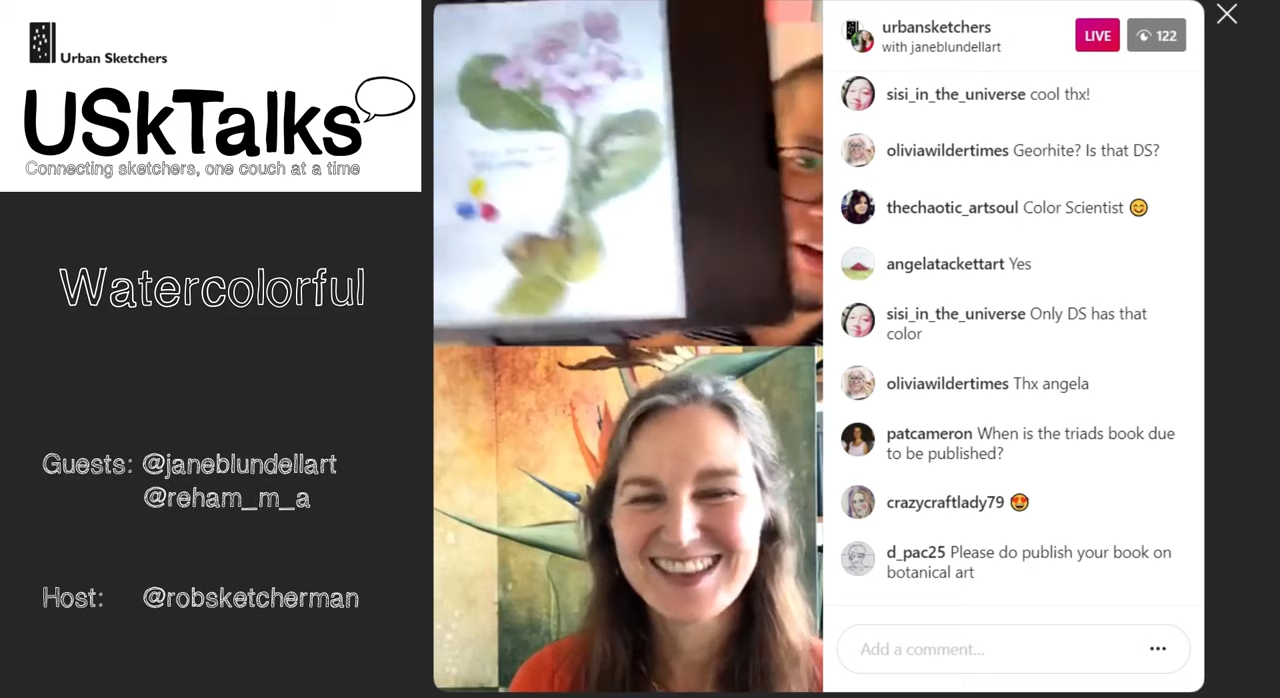 Urban Sketchers
USkTalks
Connecting sketchers, one couch at a time
Watercolorful
Guests: @janeblundellart
@reham_m_a
Host: @robsketcherman
urbansketchers
with janeblundellart
LIVE
122
sisi_in_the_universe cool thx!
oliviawildertimes Georhite? Is that DS?
thechaotic_artsoul Color Scientist 😊
angelatackettart Yes
sisi_in_the_universe Only DS has that
color
oliviawildertimes Thx angela
patcameron When is the triads book due
to be published?
crazycraftlady79 😍
d_pac25 Please do publish your book on
botanical art
Add a comment...